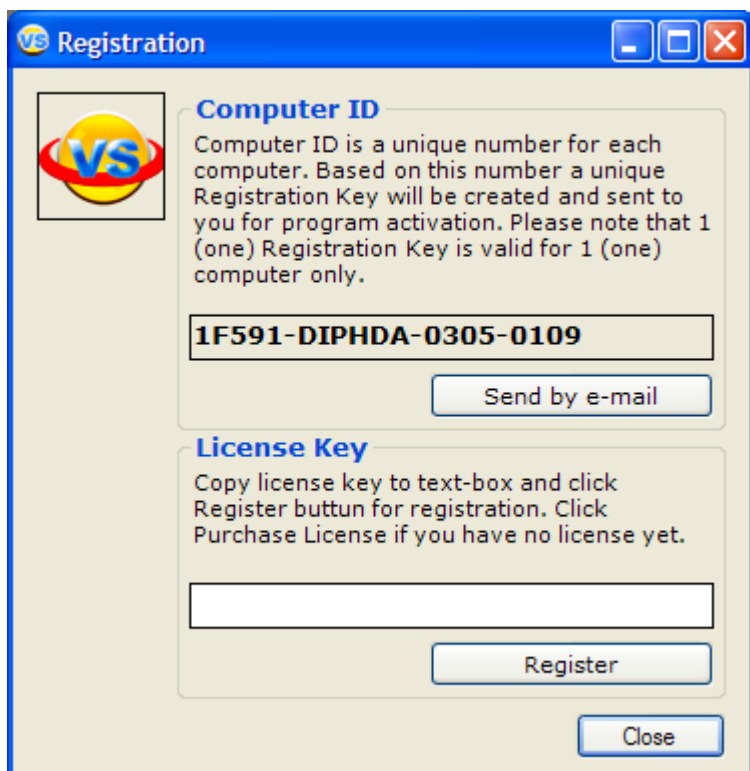 VS Registration
VS
Computer ID
Computer ID is a unique number for each
computer. Based on this number a unique
Registration Key will be created and sent to
you for program activation. Please note that 1
(one) Registration Key is valid for 1 (one)
computer only.
1F591-DIPHDA-0305-0109
Send by e-mail
License Key
Copy license key to text-box and click
Register buttun for registration. Click
Purchase License if you have no license yet.
Register
Close